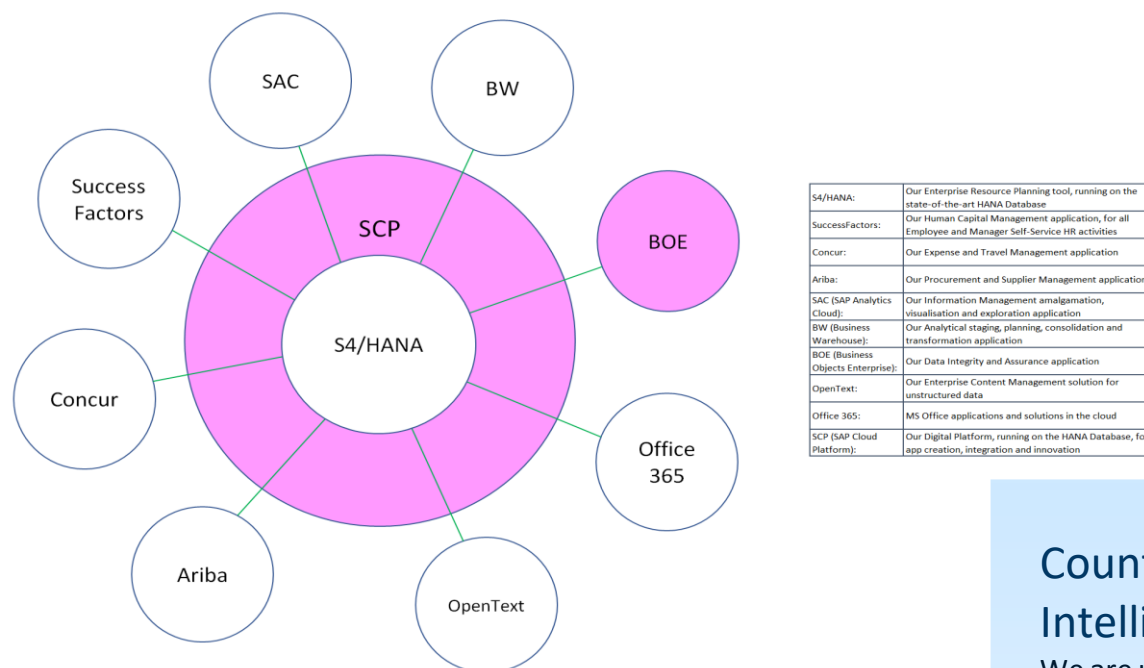 SAC
BW
Success
Factors
SCP
BOE
S4/HANA
Concur
Office
365
Ariba
OpenText
S4/HANA: Our Enterprise Resource Planning tool, running on the
state-of-the-art HANA Database
SuccessFactors: Our Human Capital Management application, for all
Employee and Manager Self-Service HR activities
Concur: Our Expense and Travel Management application
Ariba: Our Procurement and Supplier Management application
SAC (SAP Analytics
Cloud): Our Information Management amalgamation,
visualisation and exploration application
BW (Business
Warehouse): Our Analytical staging, planning, consolidation and
transformation application
BOE (Business
Objects Enterprise): Our Data Integrity and Assurance application
OpenText: Our Enterprise Content Management solution for
unstructured data
Office 365: MS Office applications and solutions in the cloud
SCP (SAP Cloud
Platform): Our Digital Platform, running on the HANA Database,
app creation, integration and innovation